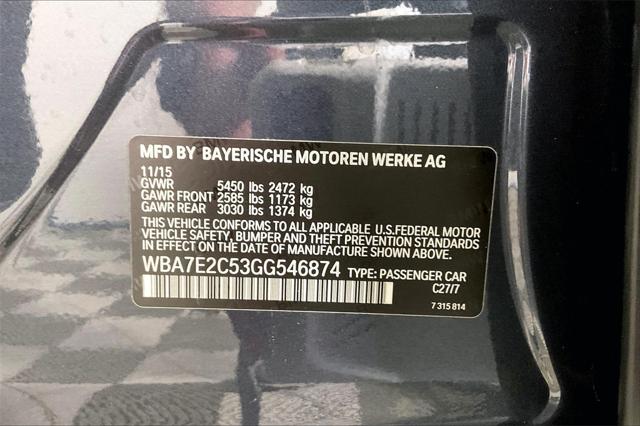 MFD BY BAYERISCHE MOTOREN WERKE AG
11/15
GVWR 5450 lbs 2472 kg
GAWR FRONT 2585 lbs 1173 kg
GAWR REAR 3030 lbs 1374 kg
THIS VEHICLE CONFORMS TO ALL APPLICABLE U.S.FEDERAL MOTOR
VEHICLE SAFETY, BUMPER AND THEFT PREVENTION STANDARDS
IN EFFECT ON THE DATE OF MANUFACTURE SHOWN ABOVE.
WBA7E2C53GG546874 TYPE: PASSENGER CAR
C27/7
7 315 814